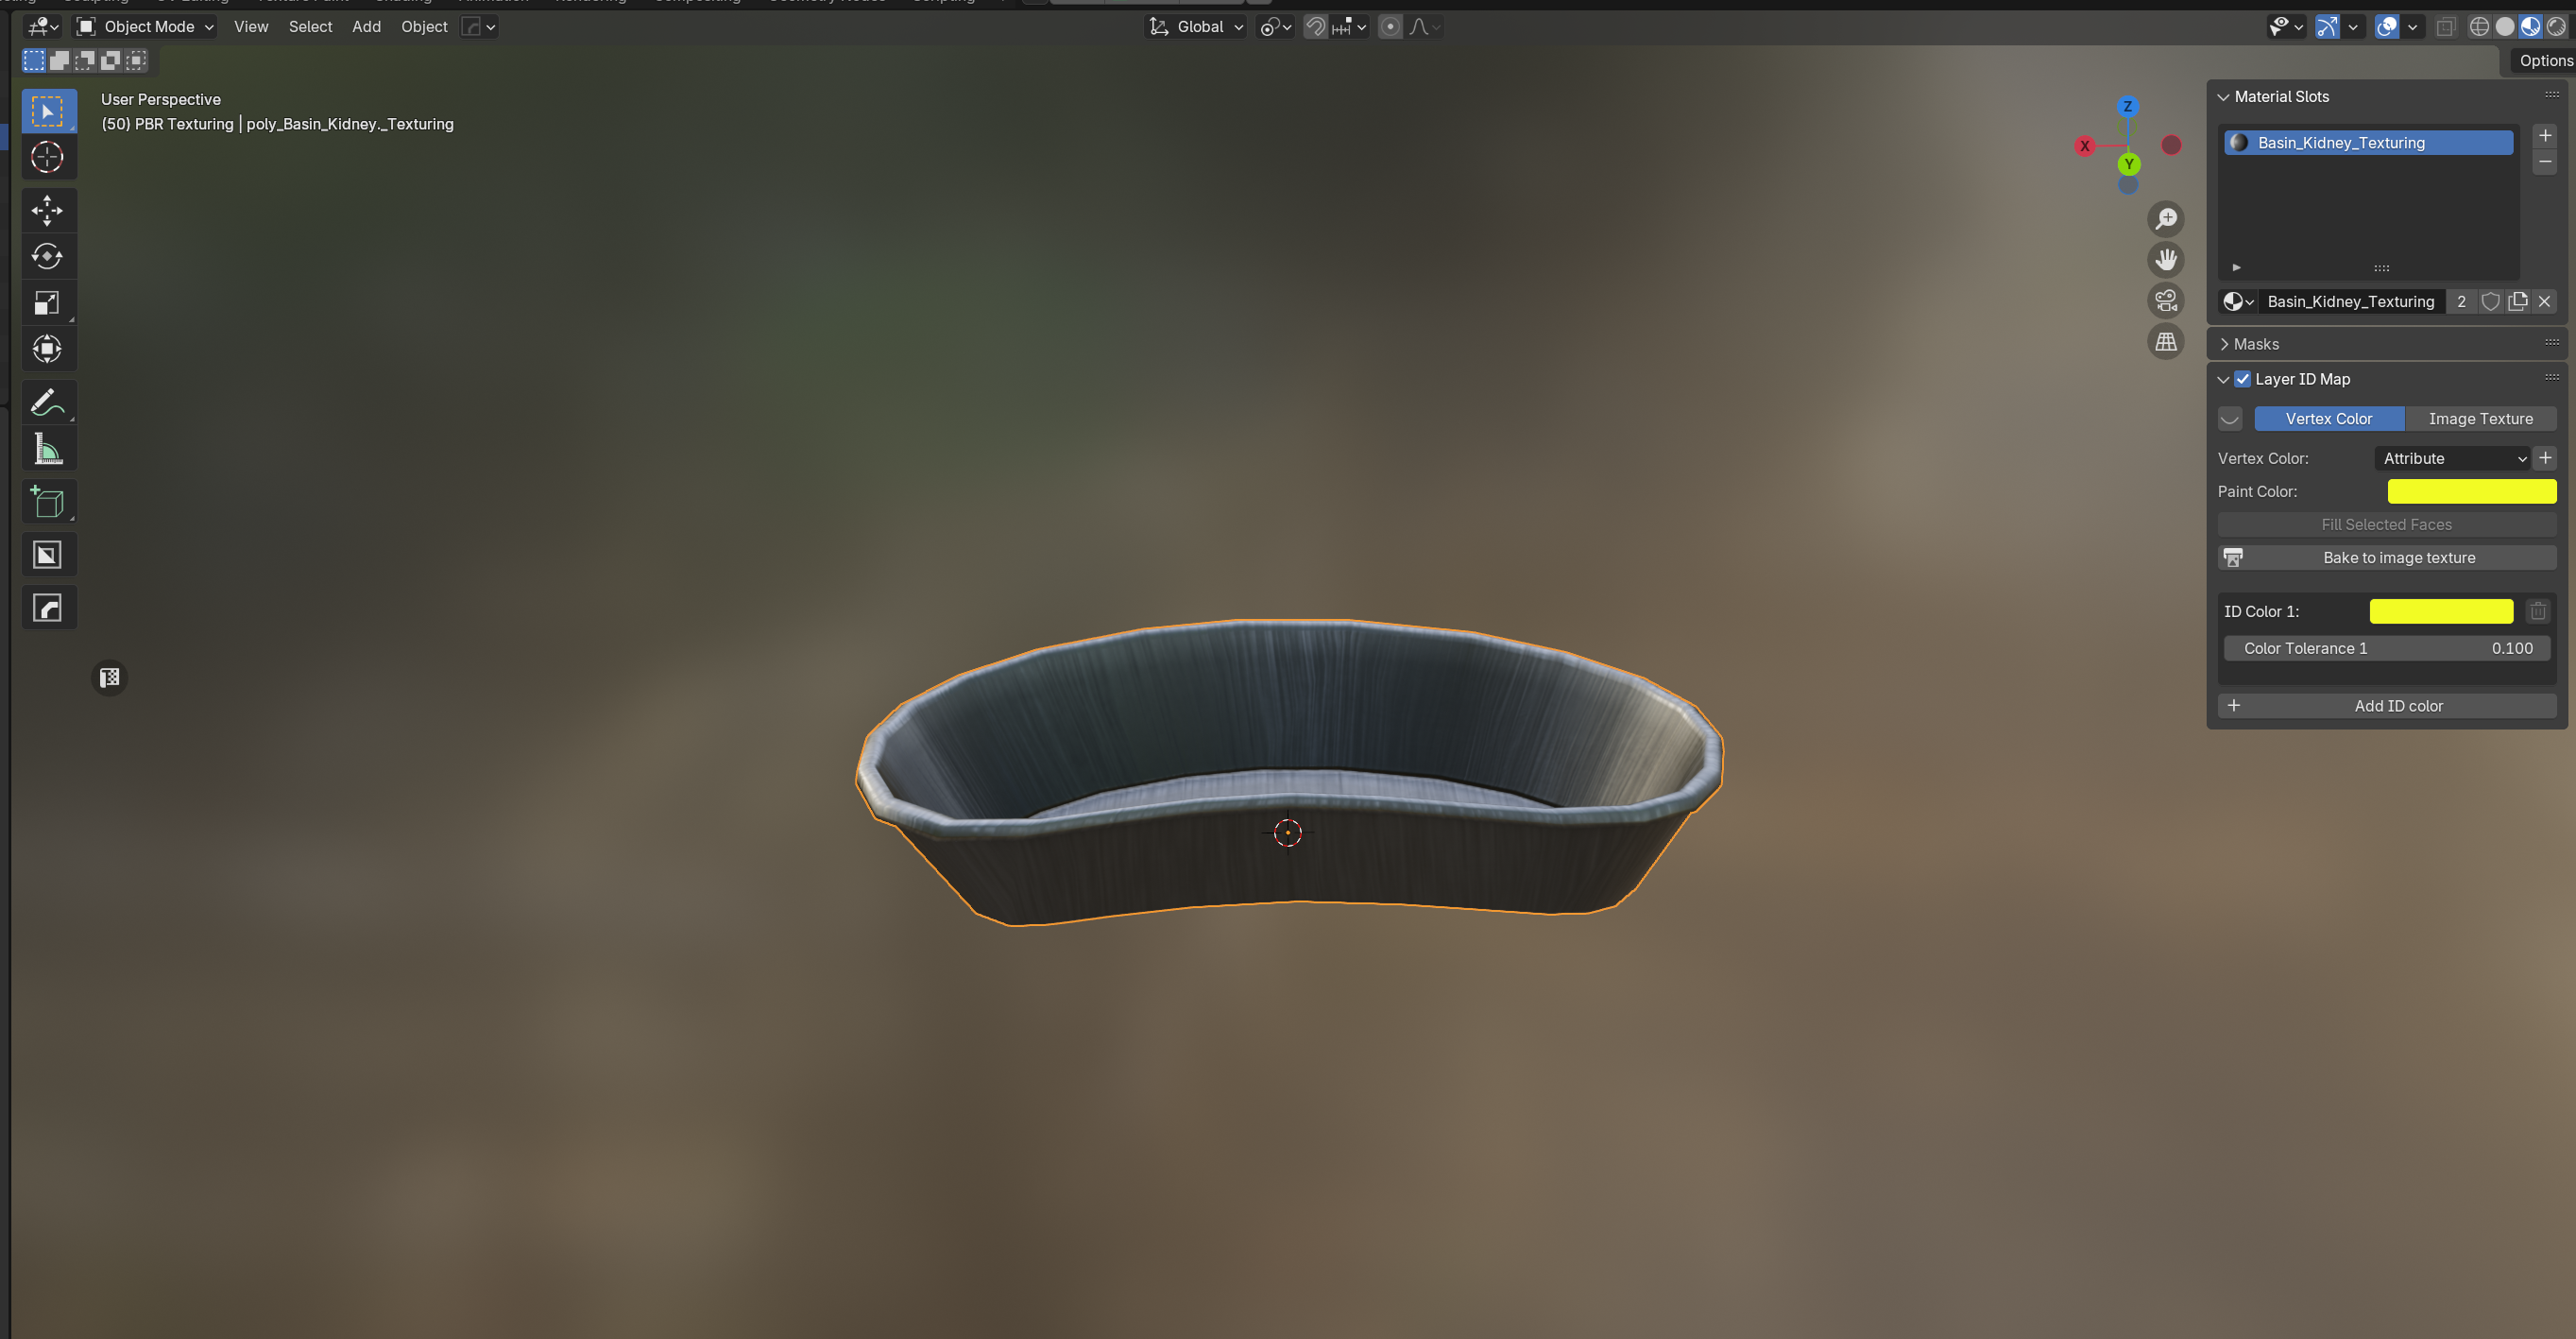 Object Mode
View
Select
Add
Object
Global
Options
User Perspective
(50) PBR Texturing | poly_Basin_Kidney._Texturing
Z
X
Y
Material Slots
Basin_Kidney_Texturing
Basin_Kidney_Texturing
2
Masks
Layer ID Map
Vertex Color
Image Texture
Vertex Color:
Attribute
Paint Color:
Fill Selected Faces
Bake to image texture
ID Color 1:
Color Tolerance 1
0.100
Add ID color